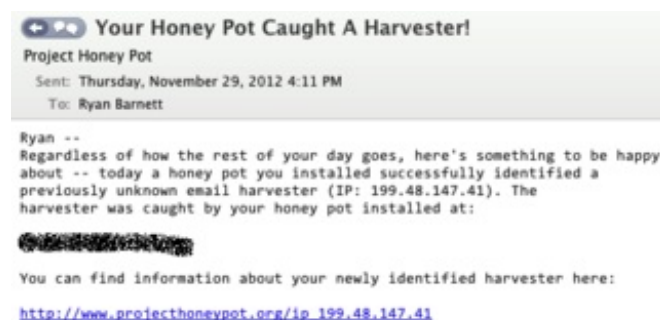 Your Honey Pot Caught A Harvester!
Project Honey Pot
Sent: Thursday, November 29, 2012 4:11 PM
To: Ryan Barnett
Ryan --
Regardless of how the rest of your day goes, here's something to be happy
about -- today a honey pot you installed successfully identified a
previously unknown email harvester (IP: 199.48.147.41). The
harvester was caught by your honey pot installed at:
You can find information about your newly identified harvester here:
http://www.projecthoneypot.org/ip_199.48.147.41